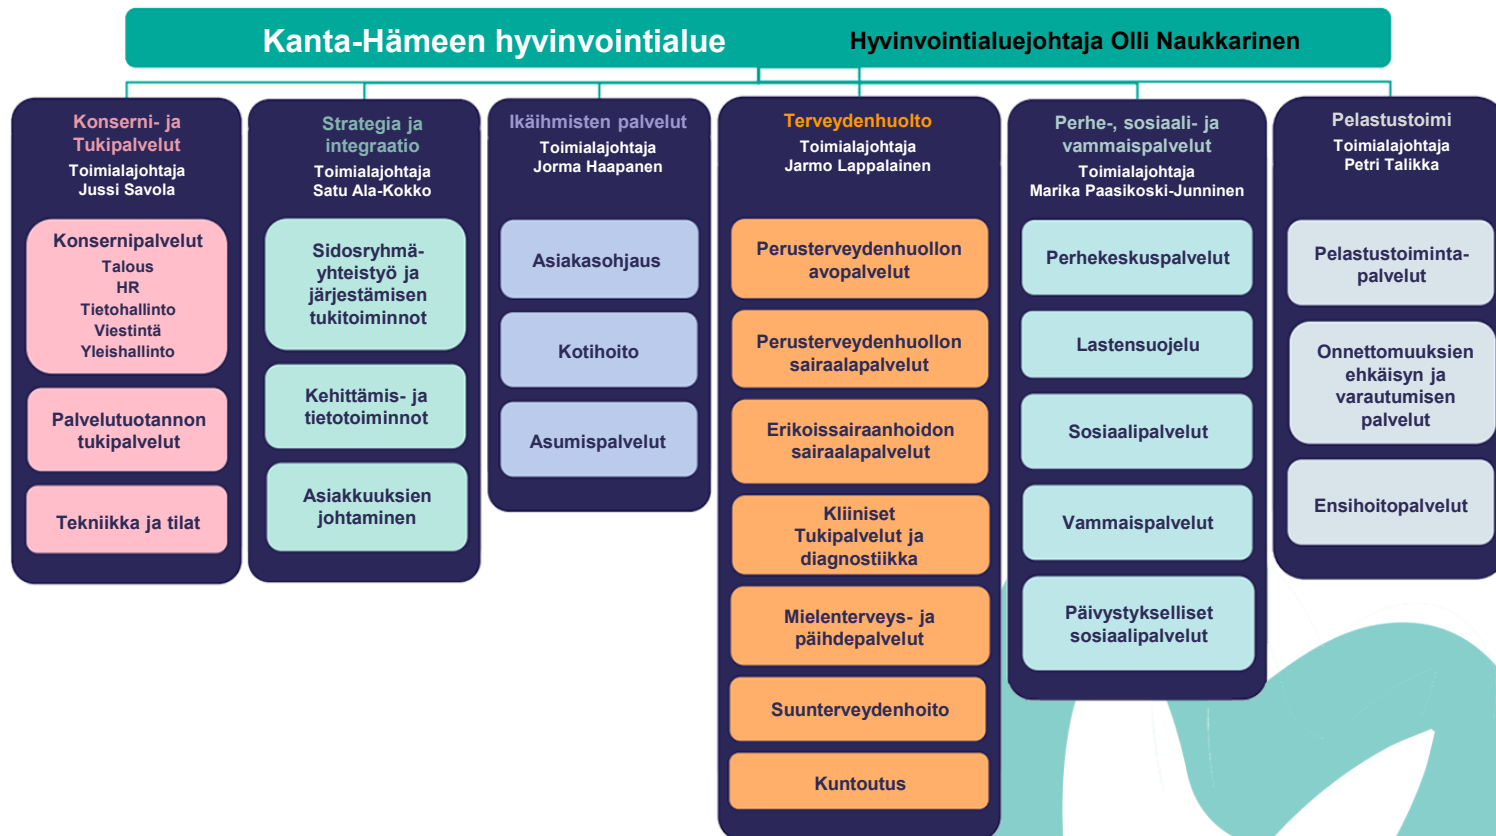 Kanta-Hämeen hyvinvointialue
Hyvinvointialuejohtaja Olli Naukkarinen
Konserni- ja
Tukipalvelut
Toimialajohtaja
Jussi Savola
Konsernipalvelut
Talous
HR
Tietohallinto
Viestintä
Yleishallinto
Palvelutuotannon
tukipalvelut
Tekniikka ja tilat
Strategia ja
integraatio
Toimialajohtaja
Satu Ala-Kokko
Sidosryhmä-
yhteistyö ja
järjestämisen
tukitoiminnot
Kehittämis- ja
tietotoiminnot
Asiakkuuksien
johtaminen
Ikäihmisten palvelut
Toimialajohtaja
Jorma Haapanen
Asiakasohjaus
Kotihoito
Asumispalvelut
Terveydenhuolto
Toimialajohtaja
Jarmo Lappalainen
Perusterveydenhuollon
avopalvelut
Perusterveydenhuollon
sairaalapalvelut
Erikoissairaanhoidon
sairaalapalvelut
Kliiniset
Tukipalvelut ja
diagnostiikka
Mielenterveys- ja
päihdepalvelut
Suunterveydenhoito
Kuntoutus
Perhe-, sosiaali- ja
vammaispalvelut
Toimialajohtaja
Marika Paasikoski-Junninen
Perhekeskuspalvelut
Lastensuojelu
Sosiaalipalvelut
Vammaispalvelut
Päivystykselliset
sosiaalipalvelut
Pelastustoimi
Toimialajohtaja
Petri Talikka
Pelastustoiminta-
palvelut
Onnettomuuksien
ehkäisyn ja
varautumisen
palvelut
Ensihoitopalvelut